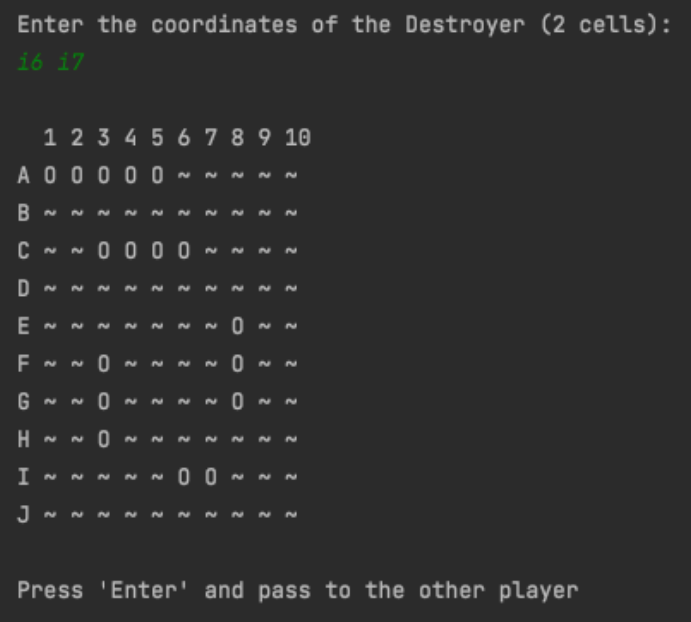 Enter the coordinates of the Destroyer (2 cells):
i6 i7
1 2 3 4 5 6 7 8 9 10
A O O O O O ~ ~ ~ ~ ~
B ~ ~ ~ ~ ~ ~ ~ ~ ~ ~
C ~ ~ O O O O ~ ~ ~ ~
D ~ ~ ~ ~ ~ ~ ~ ~ ~ ~
E ~ ~ ~ ~ ~ ~ ~ O ~ ~
F ~ ~ O ~ ~ ~ ~ O ~ ~
G ~ ~ O ~ ~ ~ ~ O ~ ~
H ~ ~ O ~ ~ ~ ~ ~ ~ ~
I ~ ~ ~ ~ ~ O O ~ ~ ~
J ~ ~ ~ ~ ~ ~ ~ ~ ~ ~
Press 'Enter' and pass to the other player